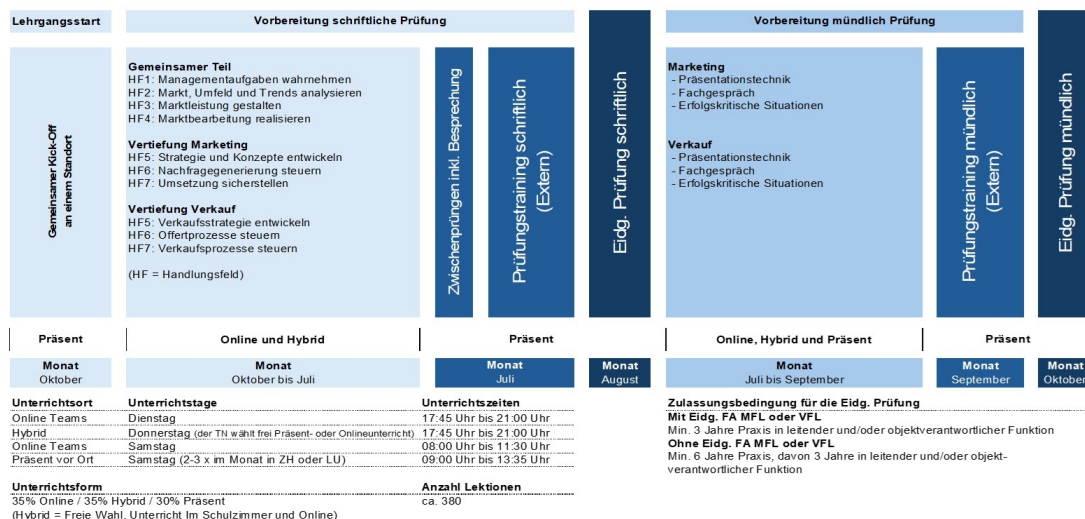 Lehrgangsstart
Vorbereitung schriftliche Prüfung
Vorbereitung mündlich Prüfung
Gemeinsamer Kick-Off
an einem Standort
Gemeinsamer Teil
HF1: Managementaufgaben wahrnehmen
HF2: Markt, Umfeld und Trends analysieren
HF3: Marktleistung gestalten
HF4: Marktbearbeitung realisieren
Vertiefung Marketing
HF5: Strategie und Konzepte entwickeln
HF6: Nachfragegenerierung steuern
HF7: Umsetzung sicherstellen
Vertiefung Verkauf
HF5: Verkaufsstrategie entwickeln
HF6: Offertprozesse steuern
HF7: Verkaufsprozesse steuern
(HF = Handlungsfeld)
Zwischenprüngen inkl. Besprechung
Prüfungstraining schriftlich
(Extern)
Eidg. Prüfung schriftlich
Marketing
- Präsentationstechnik
- Fachgespräch
- Erfolgskritische Situationen
Verkauf
- Präsentationstechnik
- Fachgespräch
- Erfolgskritische Situationen
Prüfungstraining mündlich
(Extern)
Eidg. Prüfung mündlich
Präsent
Online und Hybrid
Präsent
Online, Hybrid und Präsent
Präsent
Monat
Oktober
Monat
Oktober bis Juli
Monat
Juli
Monat
August
Monat
Juli bis September
Monat
September
Monat
Oktober
Unterrichtsort Unterrichtstage Unterrichtszeiten
Online Teams Dienstag 17:45 Uhr bis 21:00 Uhr
Hybrid Donnerstag (der TN wählt frei Präsent- oder Onlineunterricht) 17:45 Uhr bis 21:00 Uhr
Online Teams Samstag 08:00 Uhr bis 11:30 Uhr
Präsent vor Ort Samstag (2-3 x im Monat in ZH oder LU) 09:00 Uhr bis 13:35 Uhr
Unterrichtsform Anzahl Lektionen
35% Online / 35% Hybrid / 30% Präsent ca. 380
(Hybrid = Freie Wahl, Unterricht Im Schulzimmer und Online)
Zulassungsbedingung für die Eidg. Prüfung
Mit Eidg. FA MFL oder VFL
Min. 3 Jahre Praxis in leitender und/oder objektverantwortlicher Funktion
Ohne Eidg. FA MFL oder VFL
Min. 6 Jahre Praxis, davon 3 Jahre in leitender und/oder objekt-
verantwortlicher Funktion